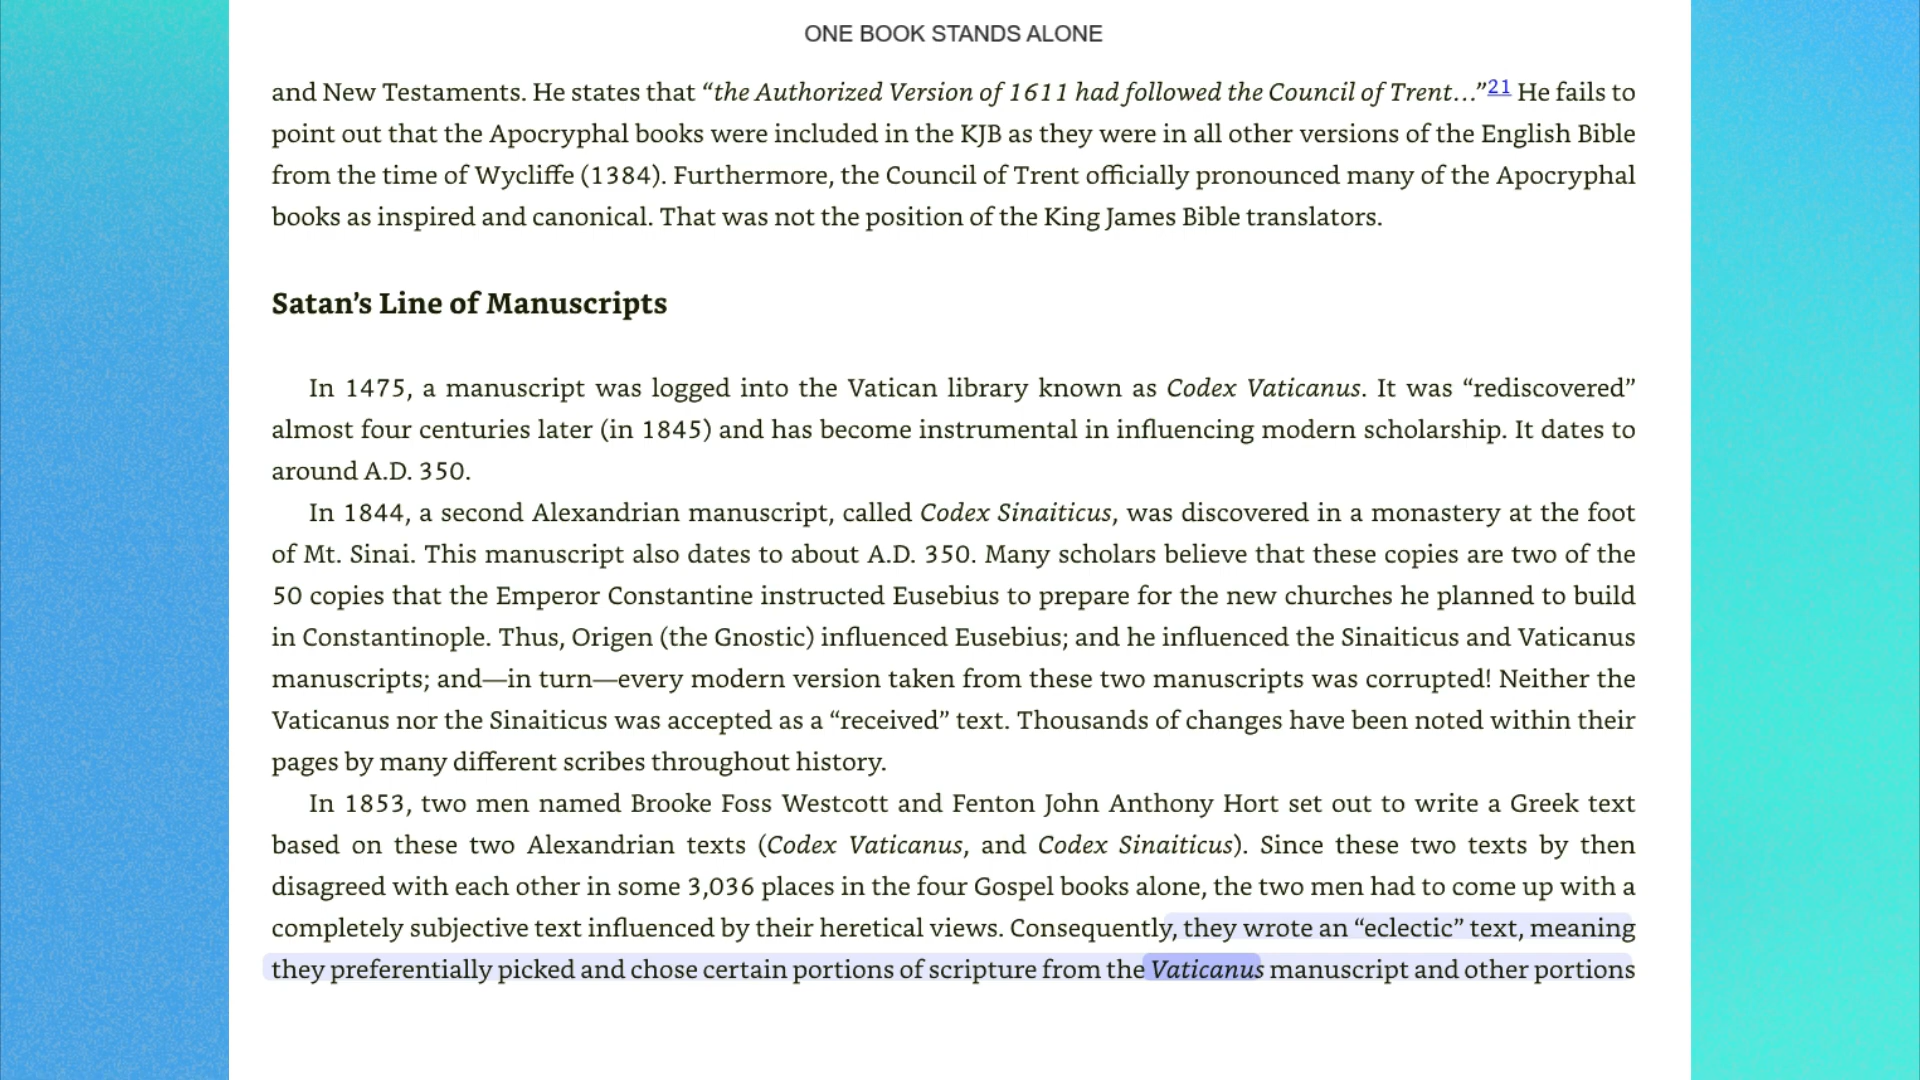 ONE BOOK STANDS ALONE
and New Testaments. He states that “the Authorized Version of 1611 had followed the Council of Trent…”21 He fails to
point out that the Apocryphal books were included in the KJB as they were in all other versions of the English Bible
from the time of Wycliffe (1384). Furthermore, the Council of Trent officially pronounced many of the Apocryphal
books as inspired and canonical. That was not the position of the King James Bible translators.
Satan’s Line of Manuscripts
In 1475, a manuscript was logged into the Vatican library known as Codex Vaticanus. It was “rediscovered”
almost four centuries later (in 1845) and has become instrumental in influencing modern scholarship. It dates to
around A.D. 350.
In 1844, a second Alexandrian manuscript, called Codex Sinaiticus, was discovered in a monastery at the foot
of Mt. Sinai. This manuscript also dates to about A.D. 350. Many scholars believe that these copies are two of the
50 copies that the Emperor Constantine instructed Eusebius to prepare for the new churches he planned to build
in Constantinople. Thus, Origen (the Gnostic) influenced Eusebius; and he influenced the Sinaiticus and Vaticanus
manuscripts; and—in turn—every modern version taken from these two manuscripts was corrupted! Neither the
Vaticanus nor the Sinaiticus was accepted as a “received” text. Thousands of changes have been noted within their
pages by many different scribes throughout history.
In 1853, two men named Brooke Foss Westcott and Fenton John Anthony Hort set out to write a Greek text
based on these two Alexandrian texts (Codex Vaticanus, and Codex Sinaiticus). Since these two texts by then
disagreed with each other in some 3,036 places in the four Gospel books alone, the two men had to come up with a
completely subjective text influenced by their heretical views. Consequently, they wrote an “eclectic” text, meaning
they preferentially picked and chose certain portions of scripture from the Vaticanus manuscript and other portions